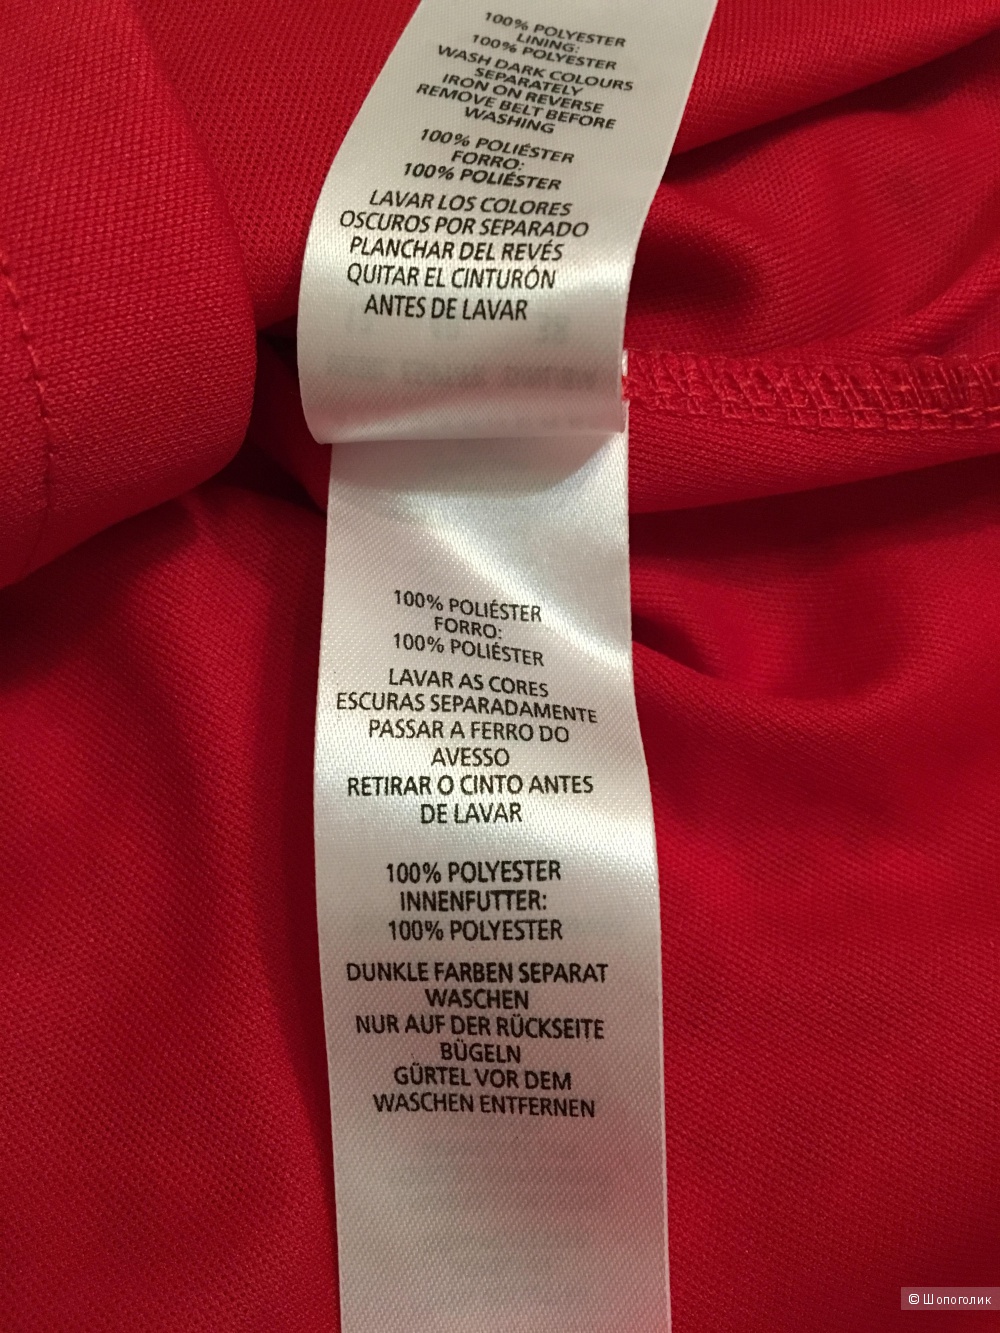 100% POLYESTER
LINING:
100% POLYESTER
WASH DARK COLOURS
SEPARATELY
IRON ON REVERSE
REMOVE BELT BEFORE
WASHING
100% POLIÉSTER
FORRO:
100% POLIÉSTER
LAVAR LOS COLORES
OSCUROS POR SEPARADO
PLANCHAR DEL REVÉS
QUITAR EL CINTURÓN
ANTES DE LAVAR
100% POLIÉSTER
FORRO:
100% POLIÉSTER
LAVAR AS CORES
ESCURAS SEPARADAMENTE
PASSAR A FERRO DO
AVESSO
RETIRAR O CINTO ANTES
DE LAVAR
100% POLYESTER
INNENFUTTER:
100% POLYESTER
DUNKLE FARBEN SEPARAT
WASCHEN
NUR AUF DER RÜCKSEITE
BÜGELN
GÜRTEL VOR DEM
WASCHEN ENTFERNEN
© Шопоголик